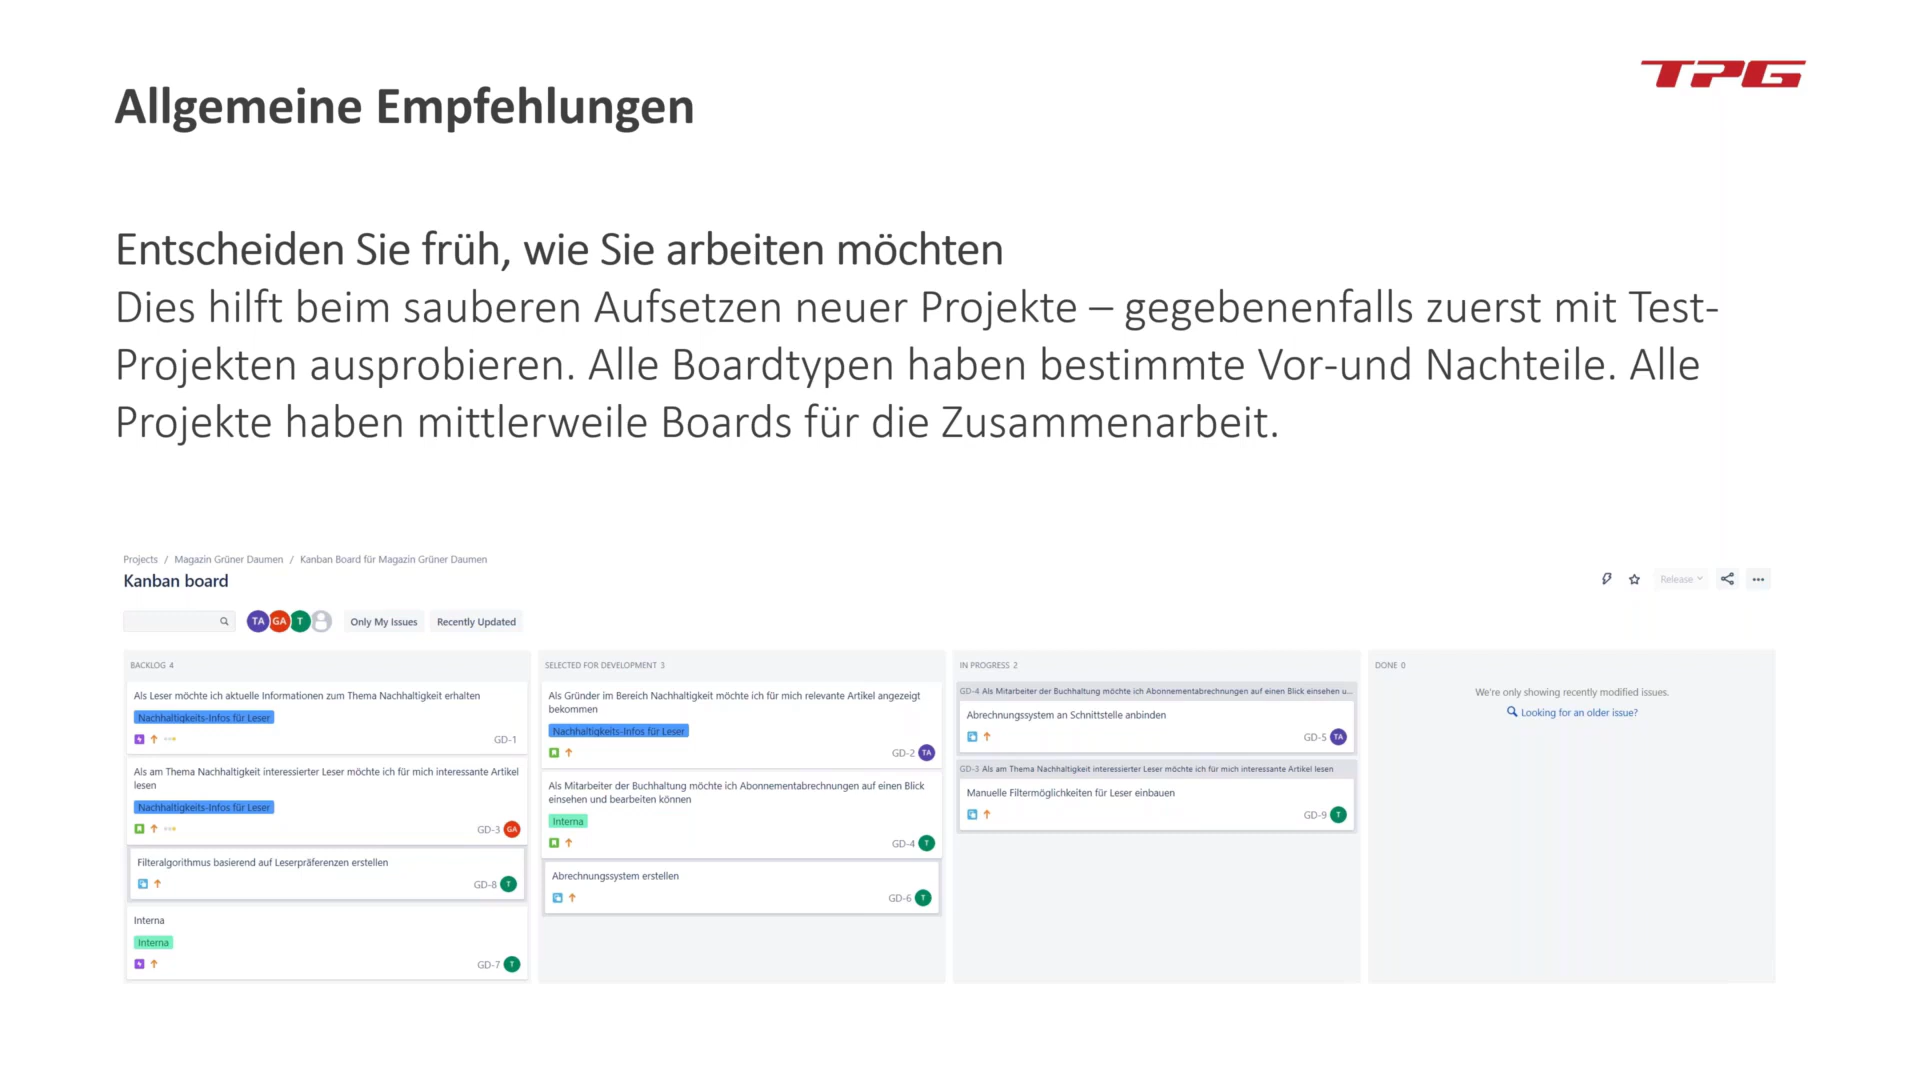 TPG
Allgemeine Empfehlungen
Entscheiden Sie früh, wie Sie arbeiten möchten
Dies hilft beim sauberen Aufsetzen neuer Projekte – gegebenenfalls zuerst mit Test-
Projekten ausprobieren. Alle Boardtypen haben bestimmte Vor-und Nachteile. Alle
Projekte haben mittlerweile Boards für die Zusammenarbeit.
Projects / Magazin Grüner Daumen / Kanban Board für Magazin Grüner Daumen
Kanban board
Release
TA GA T Only My Issues Recently Updated
BACKLOG 4
Als Leser möchte ich aktuelle Informationen zum Thema Nachhaltigkeit erhalten
Nachhaltigkeits-Infos für Leser
GD-1
Als am Thema Nachhaltigkeit interessierter Leser möchte ich für mich interessante Artikel
lesen
Nachhaltigkeits-Infos für Leser
GD-3 GA
Filteralgorithmus basierend auf Leserpräferenzen erstellen
GD-8 T
Interna
Interna
GD-7 T
SELECTED FOR DEVELOPMENT 3
Als Gründer im Bereich Nachhaltigkeit möchte ich für mich relevante Artikel angezeigt
bekommen
Nachhaltigkeits-Infos für Leser
GD-2 TA
Als Mitarbeiter der Buchhaltung möchte ich Abonnementabrechnungen auf einen Blick
einsehen und bearbeiten können
Interna
GD-4 T
Abrechnungssystem erstellen
GD-6 T
IN PROGRESS 2
GD-4 Als Mitarbeiter der Buchhaltung möchte ich Abonnementabrechnungen auf einen Blick einsehen u...
Abrechnungssystem an Schnittstelle anbinden
GD-5 TA
GD-3 Als am Thema Nachhaltigkeit interessierter Leser möchte ich für mich interessante Artikel lesen
Manuelle Filtermöglichkeiten für Leser einbauen
GD-9 T
DONE 0
We're only showing recently modified issues.
Looking for an older issue?